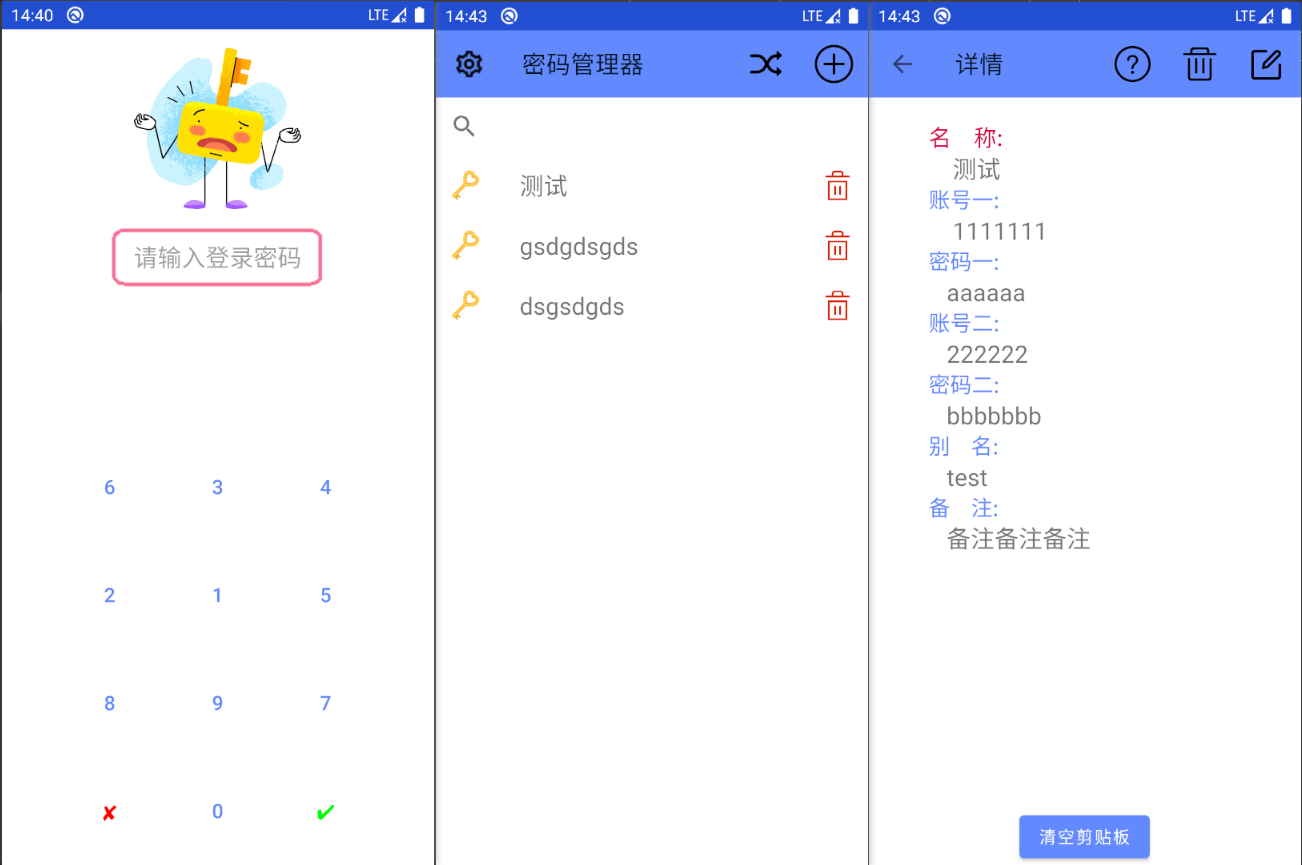 14:40 LTE
请输入登录密码
6 3 4
2 1 5
8 9 7
✘ 0 ✔
14:43 LTE
密码管理器
测试
gsdgdsgds
dsgsdgds
14:43 LTE
详情
名 称:
测试
账号一:
1111111
密码一:
aaaaaa
账号二:
222222
密码二:
bbbbbbb
别 名:
test
备 注:
备注备注备注
清空剪贴板